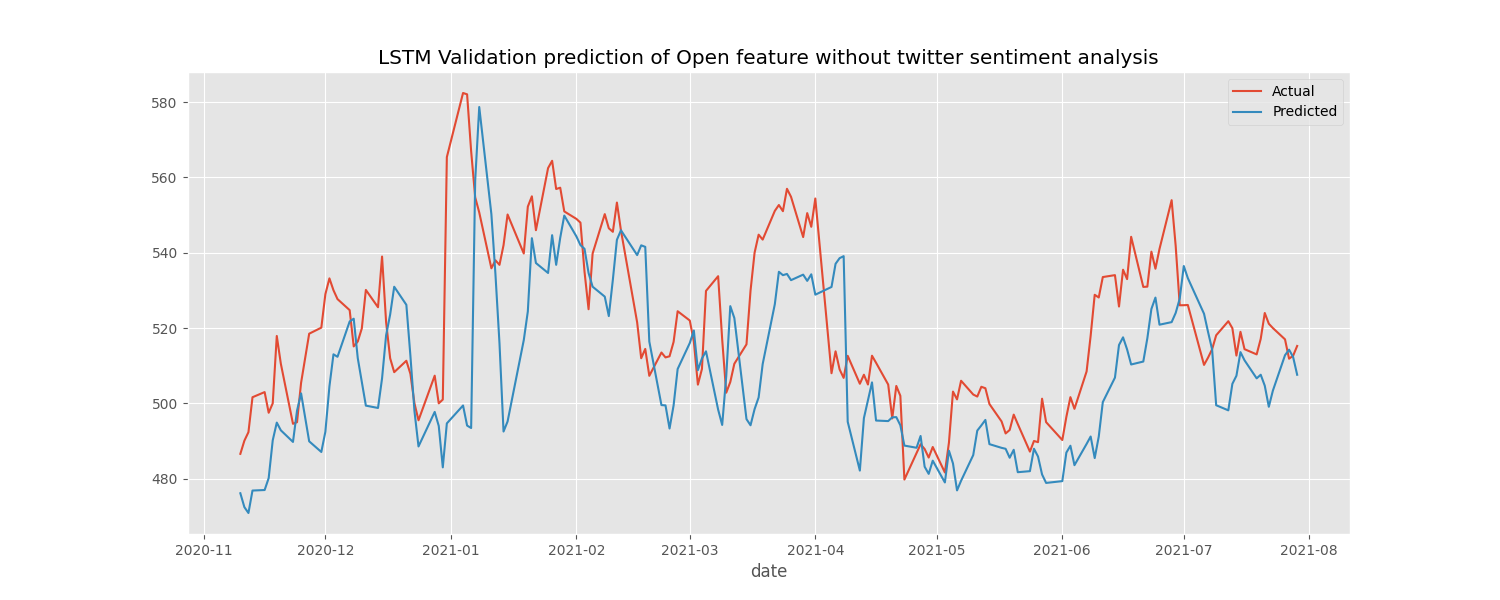 LSTM Validation prediction of Open feature without twitter sentiment analysis
Actual
Predicted
580
560
540
520
500
480
2020-11 2020-12 2021-01 2021-02 2021-03 2021-04 2021-05 2021-06 2021-07 2021-08
date